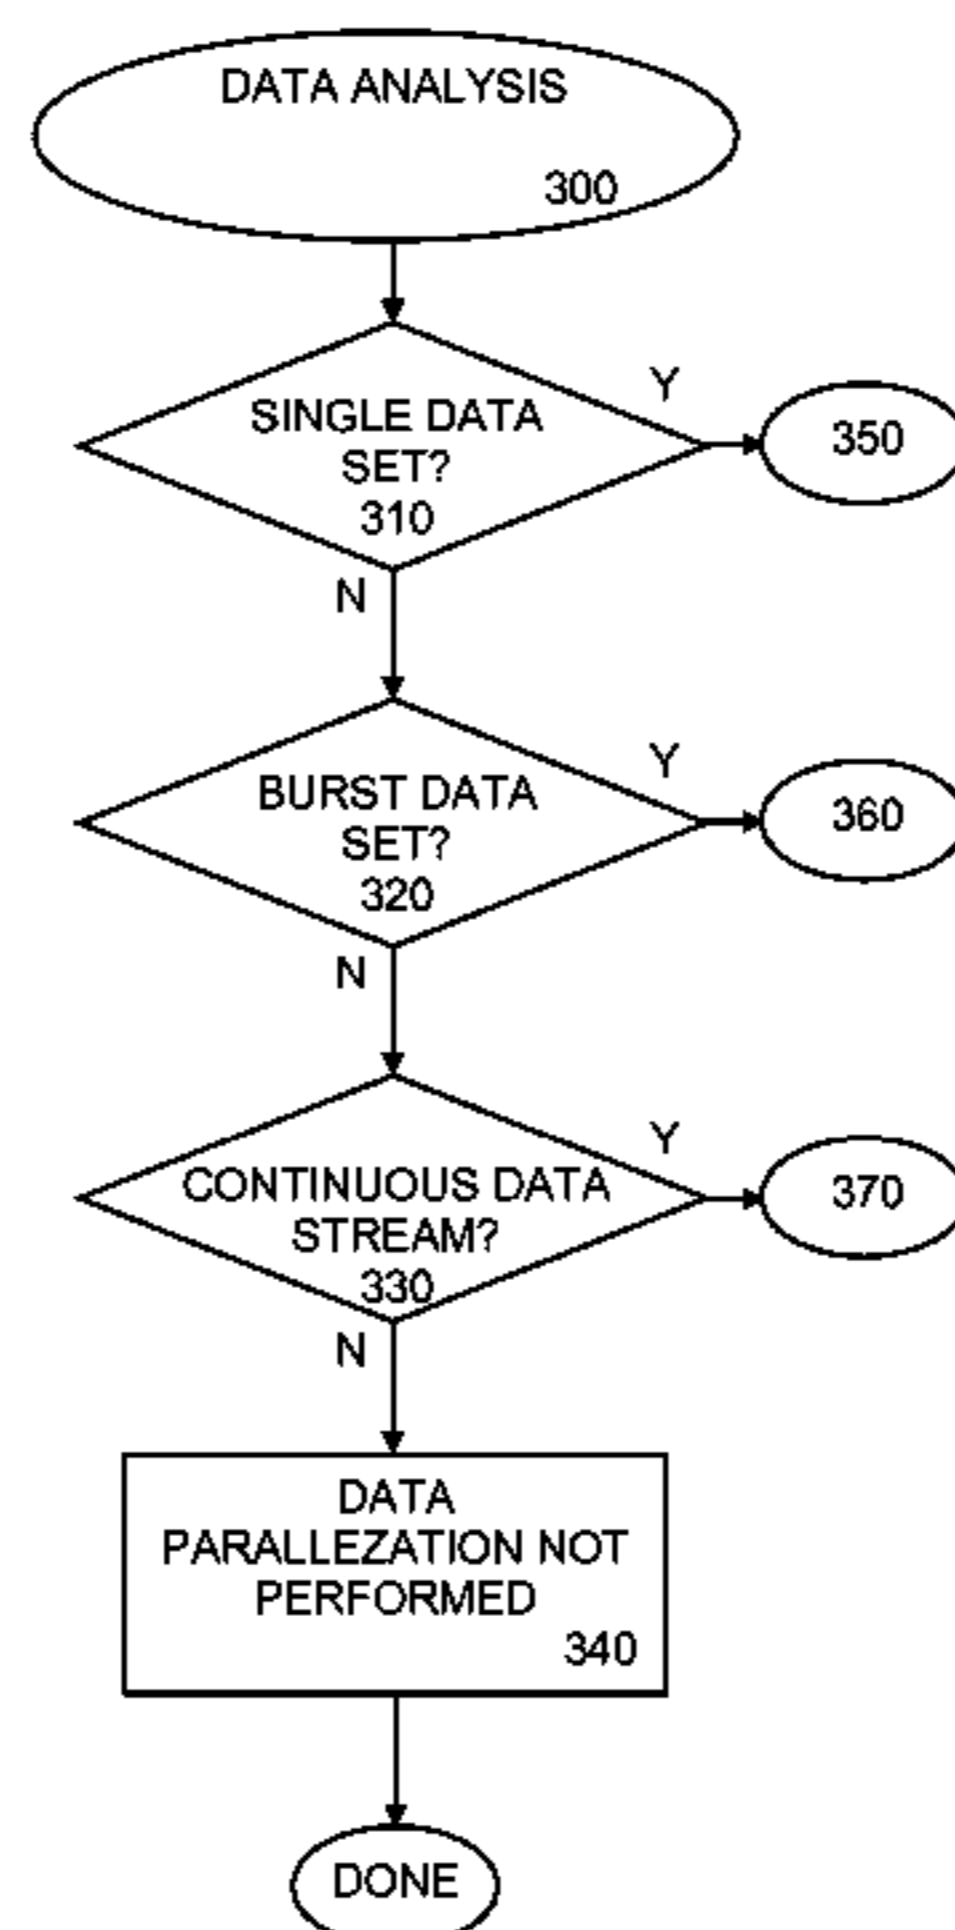 DATA ANALYSIS
300
SINGLE DATA
SET?
310
Y
350
N
BURST DATA
SET?
320
Y
360
N
CONTINUOUS DATA
STREAM?
330
Y
370
N
DATA
PARALLEZATION NOT
PERFORMED
340
DONE